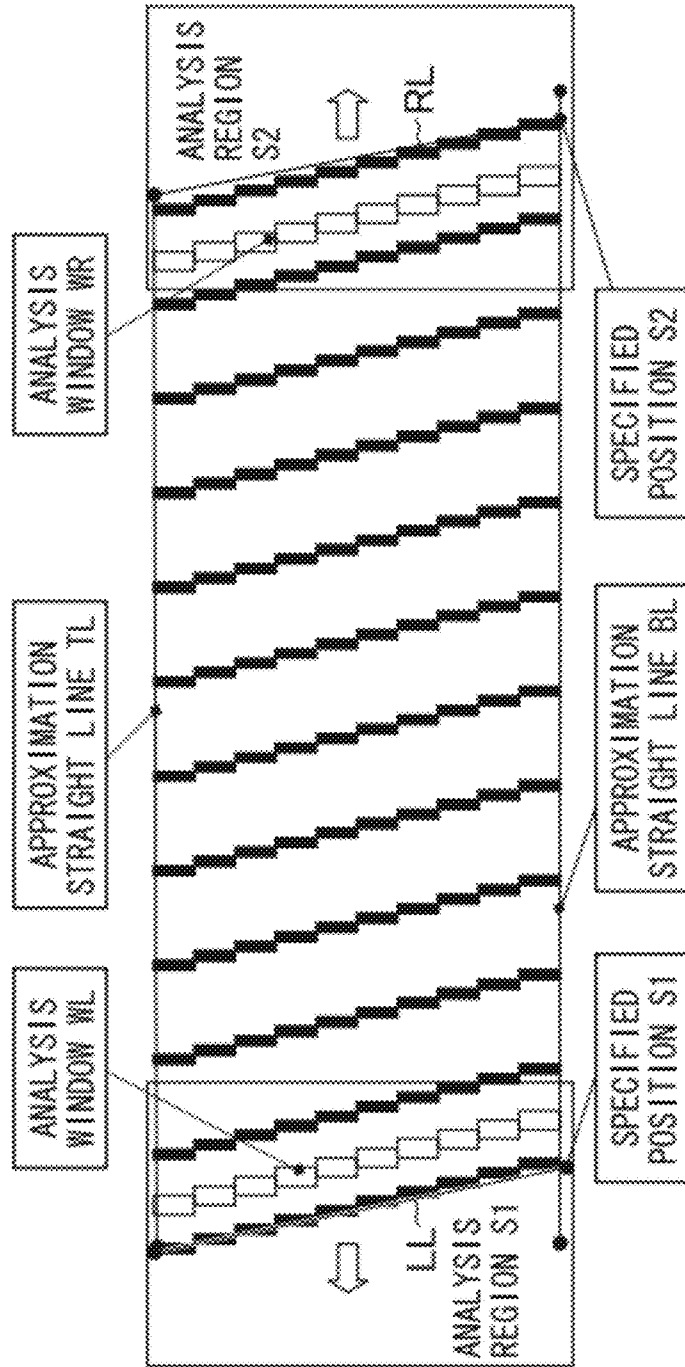 ANALYSIS
WINDOW WL
APPROXIMATION
STRAIGHT LINE TL
ANALYSIS
WINDOW WR
ANALYSIS
REGION
S2
RL
LL
ANALYSIS
REGION S1
SPECIFIED
POSITION S1
APPROXIMATION
STRAIGHT LINE BL
SPECIFIED
POSITION S2